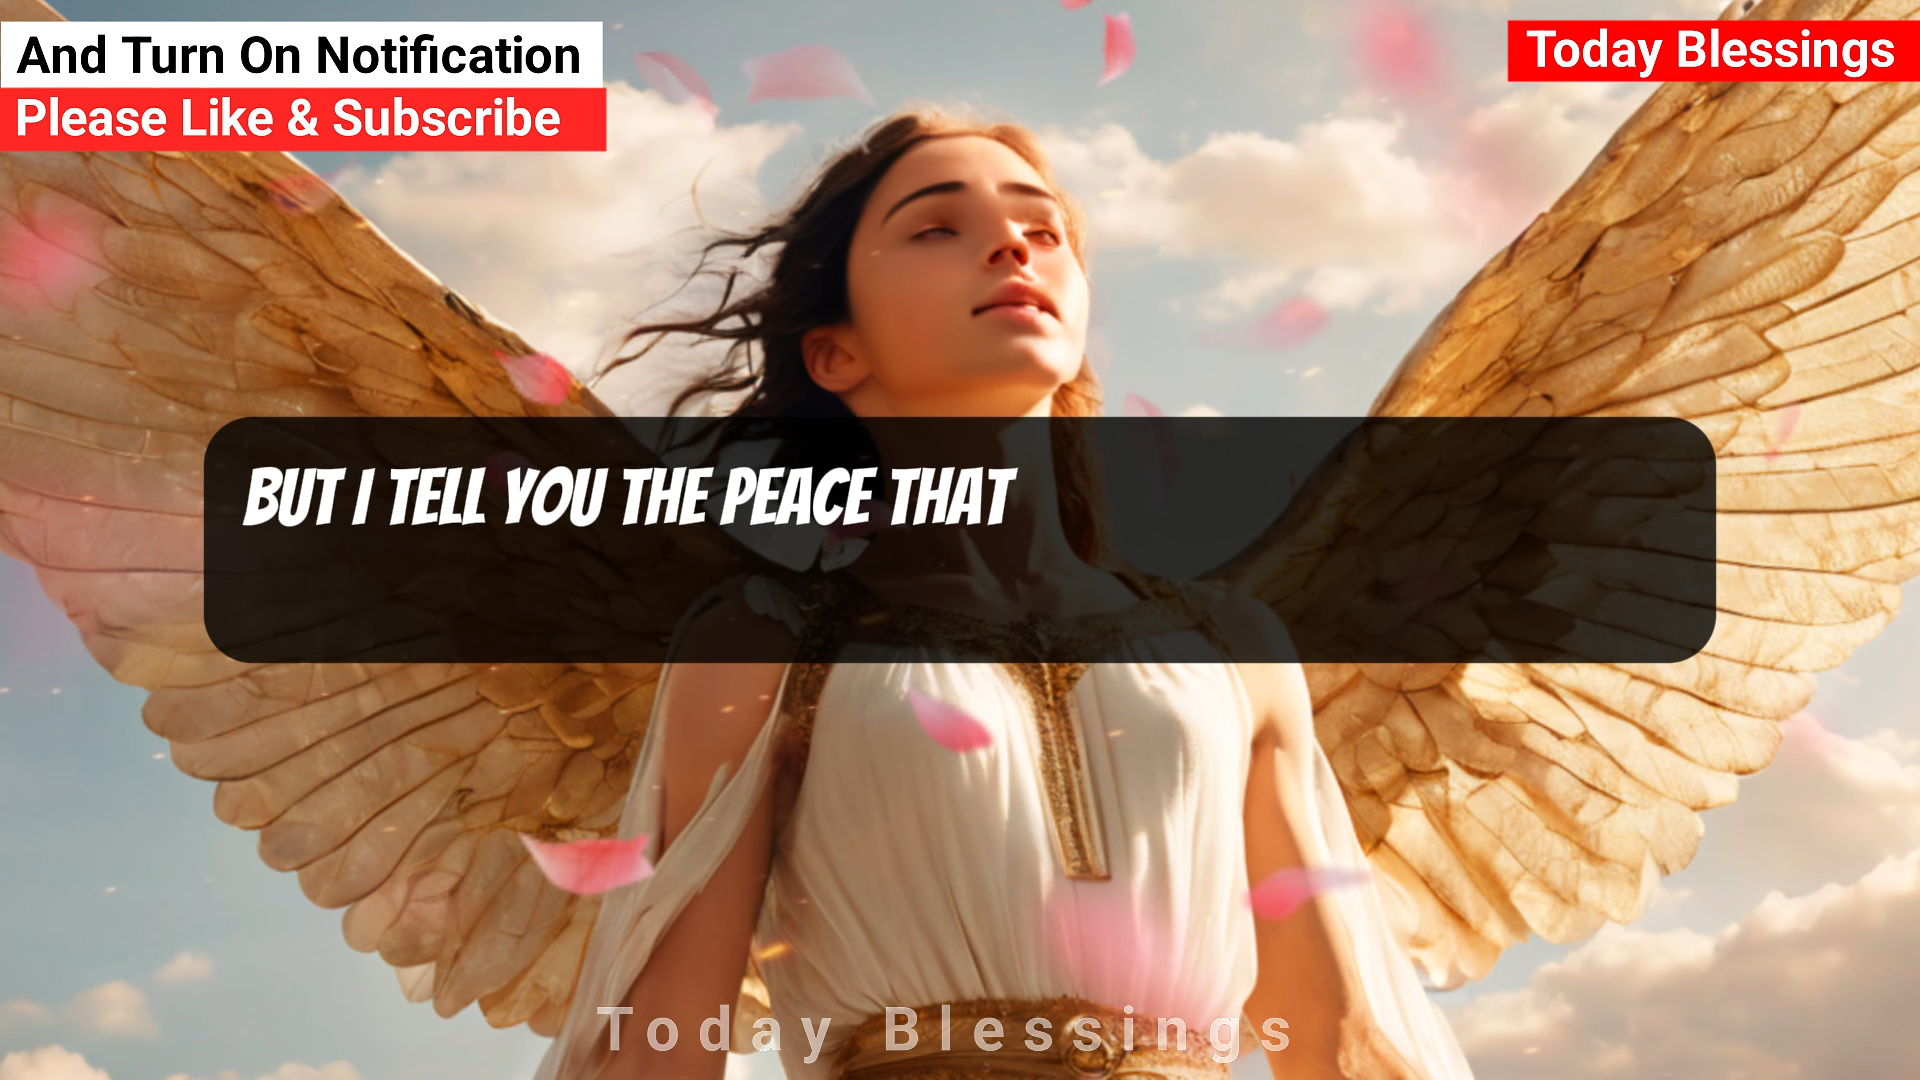 And Turn On Notification
Please Like & Subscribe
Today Blessings
BUT I TELL YOU THE PEACE THAT
Today Blessings